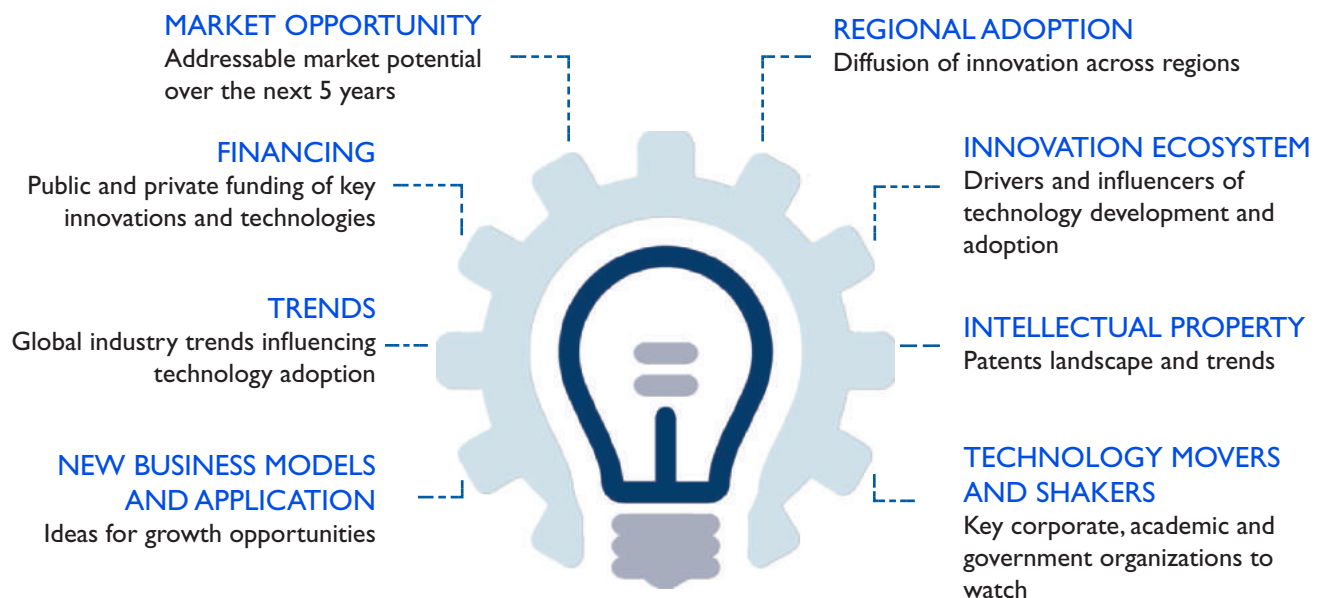 MARKET OPPORTUNITY
Addressable market potential
over the next 5 years
FINANCING
Public and private funding of key
innovations and technologies
TRENDS
Global industry trends influencing
technology adoption
NEW BUSINESS MODELS
AND APPLICATION
Ideas for growth opportunities
REGIONAL ADOPTION
Diffusion of innovation across regions
INNOVATION ECOSYSTEM
Drivers and influencers of
technology development and
adoption
INTELLECTUAL PROPERTY
Patents landscape and trends
TECHNOLOGY MOVERS
AND SHAKERS
Key corporate, academic and
government organizations to
watch